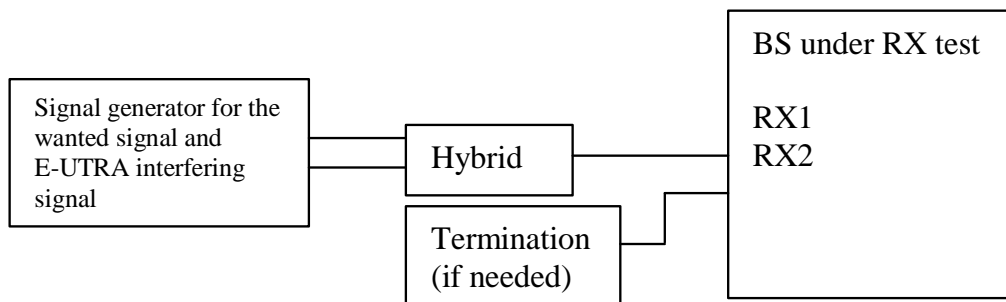 Signal generator for the
wanted signal and
E-UTRA interfering
signal
Hybrid
Termination
(if needed)
BS under RX test
RX1
RX2